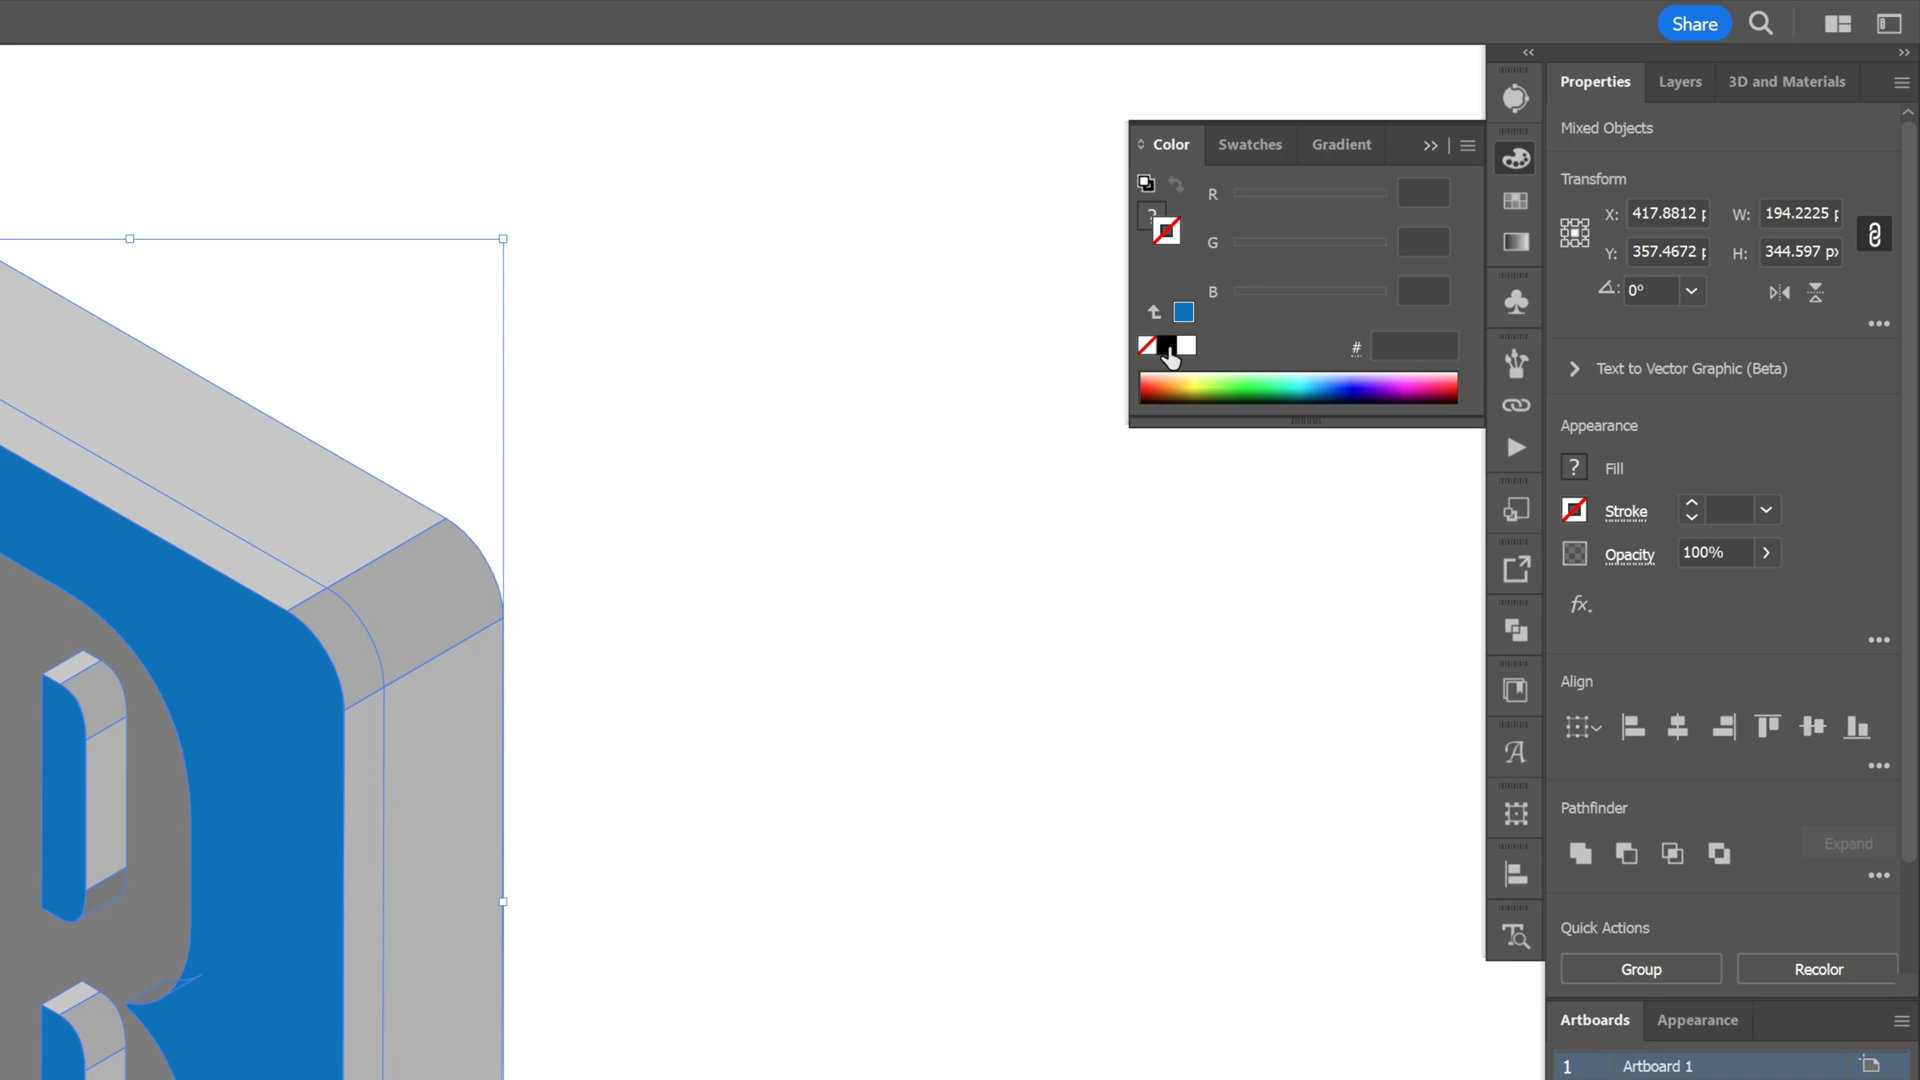 Share
Properties Layers 3D and Materials
Mixed Objects
Color Swatches Gradient
Transform
R
?
X: 417.8812 p W: 194.2225 p
G
Y: 357.4672 p H: 344.597 px
B
0°
#
Text to Vector Graphic (Beta)
Appearance
? Fill
Stroke
Opacity 100%
fx.
Align
Pathfinder
Expand
Quick Actions
Group Recolor
Artboards Appearance
1 Artboard 1